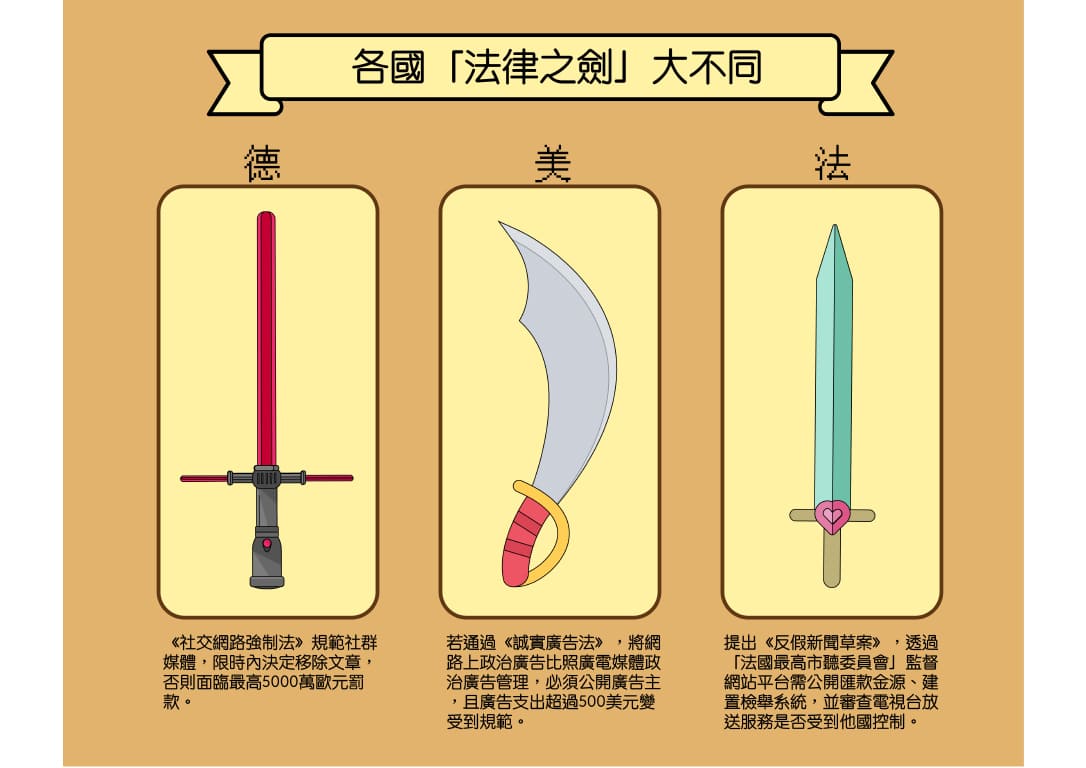 各國「法律之劍」大不同
德
美
法
《社交網路強制法》規範社群
媒體，限時內決定移除文章，
否則面臨最高5000萬歐元罰
款。
若通過《誠實廣告法》，將網
路上政治廣告比照廣電媒體政
治廣告管理，必須公開廣告主
，且廣告支出超過500美元變
受到規範。
提出《反假新聞草案》，透過
「法國最高市聽委員會」監督
網站平台需公開匯款金源、建
置檢舉系統，並審查電視台放
送服務是否受到他國控制。